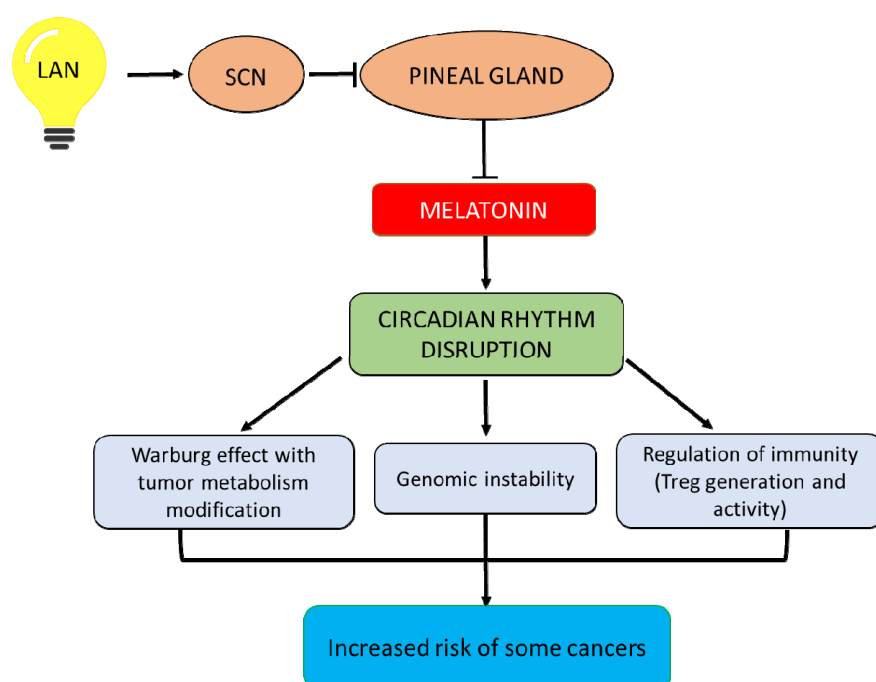 LAN
SCN
PINEAL GLAND
MELATONIN
CIRCADIAN RHYTHM
DISRUPTION
Warburg effect with
tumor metabolism
modification
Genomic instability
Regulation of immunity
(Treg generation and
activity)
Increased risk of some cancers